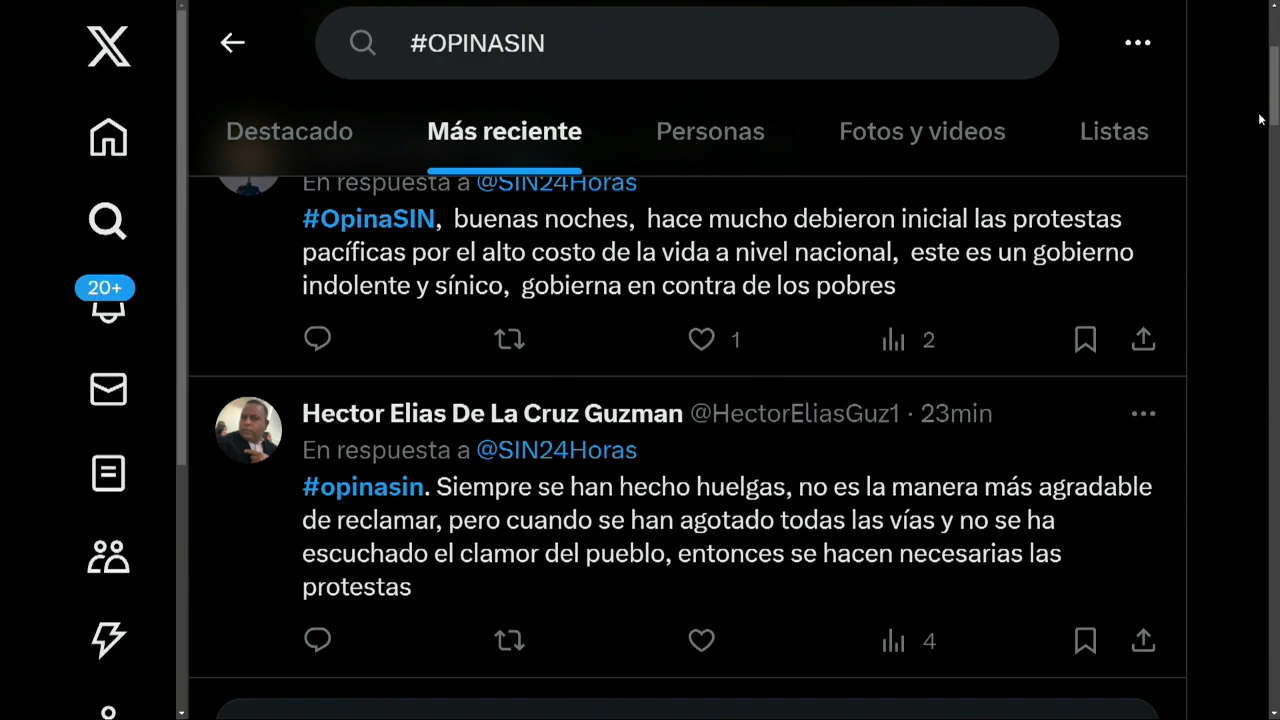 #OPINASIN
Destacado Más reciente Personas Fotos y videos Listas
En respuesta a @SIN24Horas
#OpinaSIN, buenas noches, hace mucho debieron inicial las protestas
pacíficas por el alto costo de la vida a nivel nacional, este es un gobierno
indolente y sínico, gobierna en contra de los pobres
1 2
20+
Hector Elias De La Cruz Guzman @HectorEliasGuz1 · 23min
En respuesta a @SIN24Horas
#opinasin. Siempre se han hecho huelgas, no es la manera más agradable
de reclamar, pero cuando se han agotado todas las vías y no se ha
escuchado el clamor del pueblo, entonces se hacen necesarias las
protestas
4